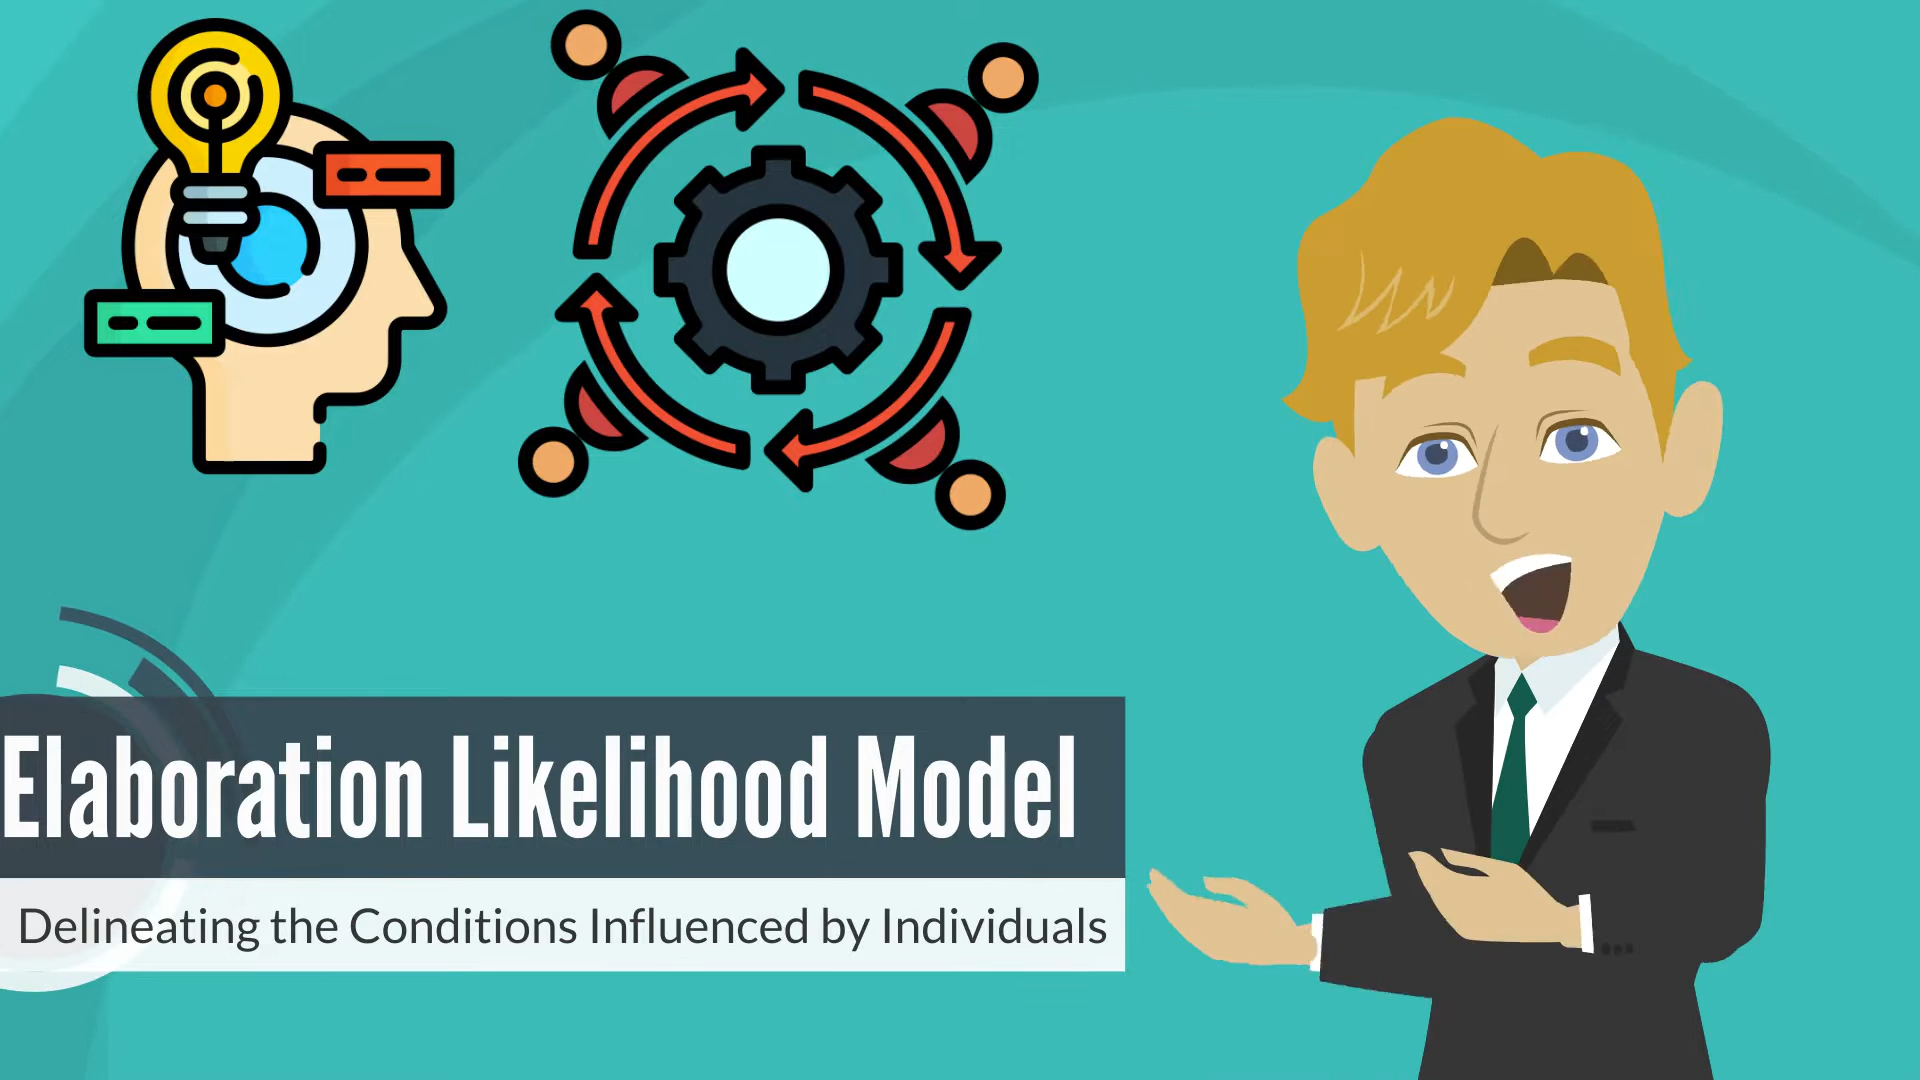 Elaboration Likelihood Model
Delineating the Conditions Influenced by Individuals